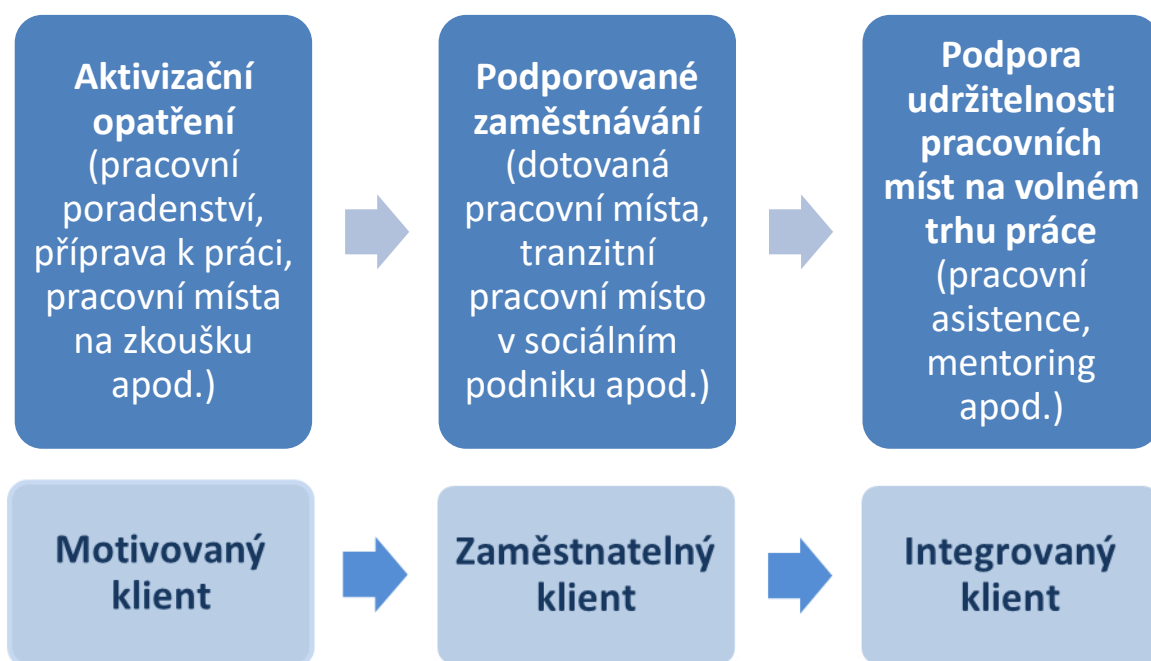 Aktivizační
opatření
(pracovní
poradenství,
příprava k práci,
pracovní místa
na zkoušku
apod.)
Podporované
zaměstnávání
(dotovaná
pracovní místa,
tranzitní
pracovní místo
v sociálním
podniku apod.)
Podpora
udržitelnosti
pracovních
míst na volném
trhu práce
(pracovní
asistence,
mentoring
apod.)
Motivovaný
klient
Zaměstnatelný
klient
Integrovaný
klient